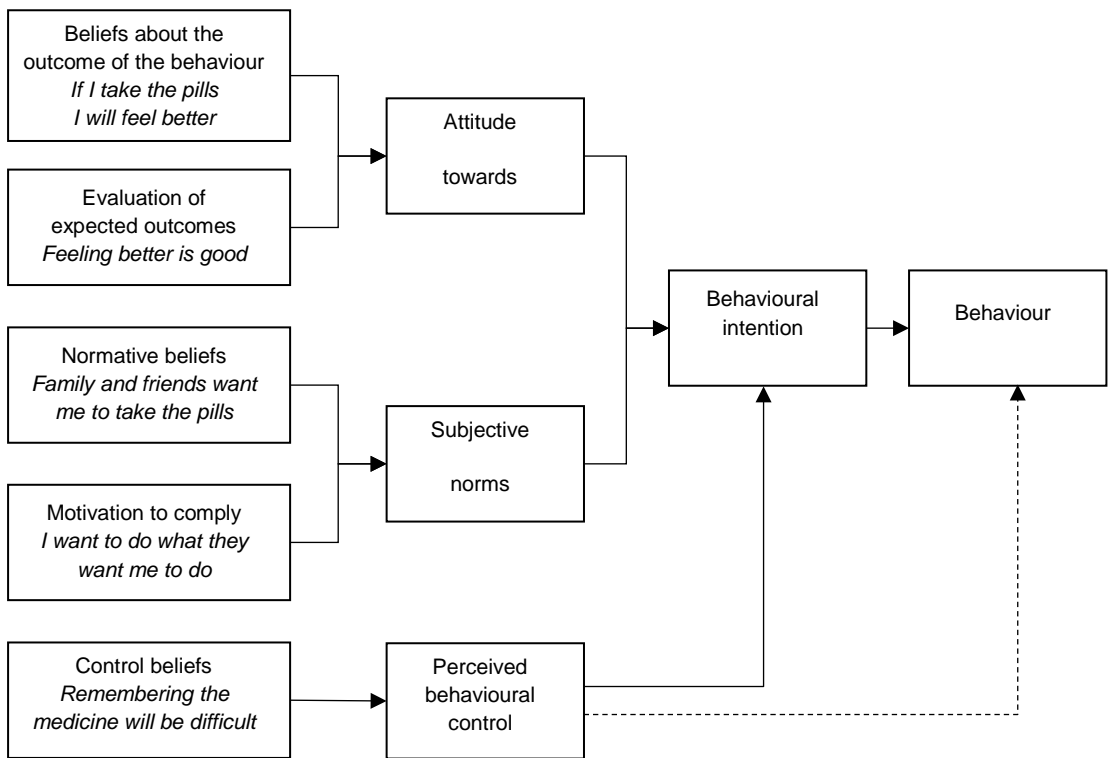 Beliefs about the
outcome of the behaviour
If I take the pills
I will feel better
Evaluation of
expected outcomes
Feeling better is good
Attitude
towards
Normative beliefs
Family and friends want
me to take the pills
Motivation to comply
I want to do what they
want me to do
Subjective
norms
Control beliefs
Remembering the
medicine will be difficult
Perceived
behavioural
control
Behavioural
intention
Behaviour